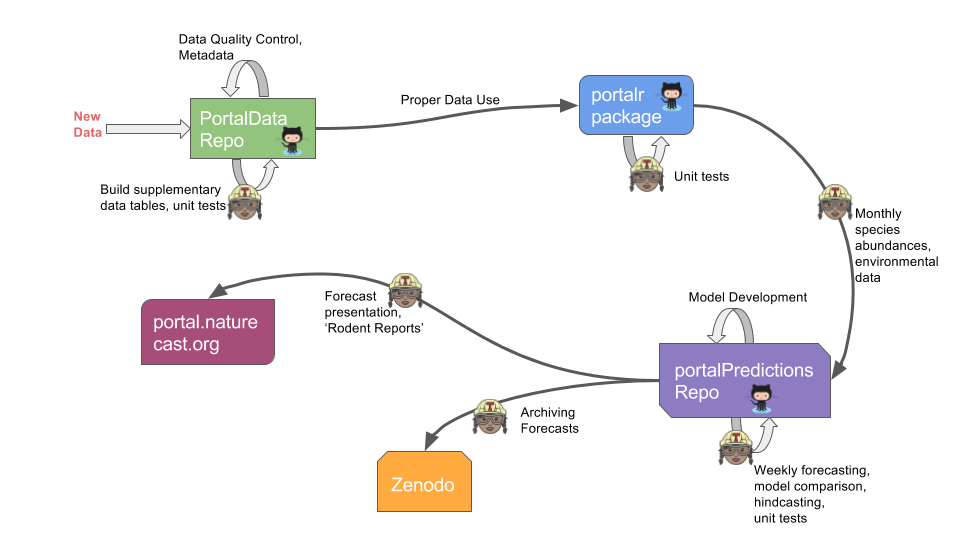 Data Quality Control,
Metadata
New
Data
PortalData
Repo
Build supplementary
data tables, unit tests
Proper Data Use
portalr
package
Unit tests
Monthly
species
abundances,
environmental
data
Model Development
portalPredictions
Repo
Weekly forecasting,
model comparison,
hindcasting,
unit tests
Forecast
presentation,
‘Rodent Reports’
portal.nature
cast.org
Archiving
Forecasts
Zenodo
T
T
T
T
T
T